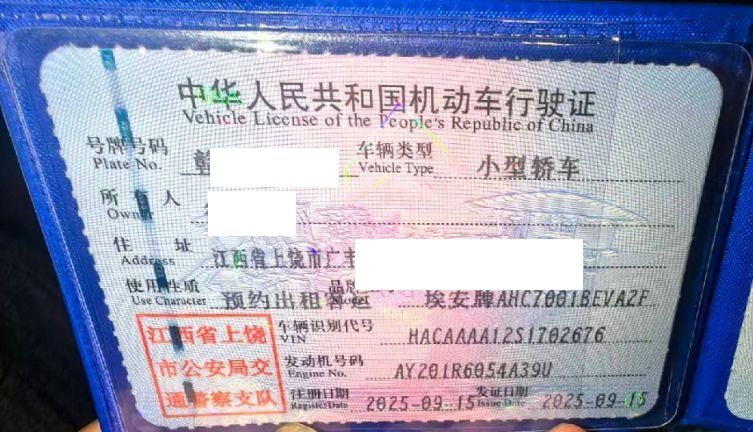 中华人民共和国机动车行驶证
Vehicle License of the People's Republic of China
号牌号码 赣 车辆类型 小型轿车
Plate No. Vehicle Type
所有人
Owner
住址 江西省上饶市广丰
Address
使用性质 预约出租客运 品牌 埃安牌AHC7001BEVA2F
Use Character Model
江西省上饶 车辆识别代号 HACAAAA12S1702676
VIN
市公安局交 发动机号码 AY201R6054A39U
Engine No.
通警察支队 注册日期 2025-09-15 发证日期 2025-09-15
Register Date Issue Date